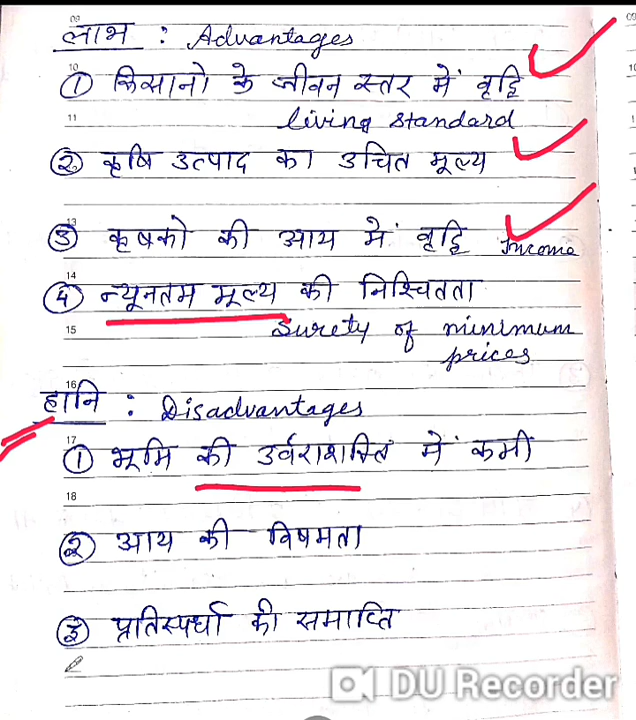 लाभ : Advantages
① किसानो के जीवन स्तर में वृद्धि
living standard
② कृषि उत्पाद का उचित मूल्य
③ कृषको की आय में वृद्धि Income
④ न्यूनतम मूल्य की निश्चितता
Surety of minimum
prices
हानि : Disadvantages
① भूमि की उर्वराशक्ति में कमी
② आय की विषमता
③ प्रतिस्पर्धा की समाप्ति
09
10
11
13
14
15
16
17
18
DU Recorder